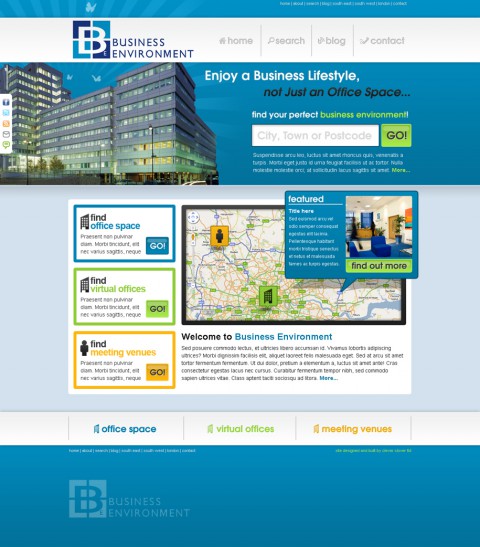 home | about | search | blog | south-east | south-west | london | contact
BUSINESS
ENVIRONMENT
home
search
blog
contact
Enjoy a Business Lifestyle,
not Just an Office Space...
find your perfect business environment!
City, Town or Postcode
GO!
Suspendisse arcu leo, luctus sit amet rhoncus quis, venenatis a
turpis. Morbi eget justo id urna feugiat facilisis ut ac tortor. Nulla
molestie molestie orci, at sollicitudin lacus sagittis sit amet. More...
find
office space
Praesent non pulvinar
diam. Morbi tincidunt, elit
nec varius sagittis, neque
GO!
find
virtual offices
Praesent non pulvinar
diam. Morbi tincidunt, elit
nec varius sagittis, neque
GO!
find
meeting venues
Praesent non pulvinar
diam. Morbi tincidunt, elit
nec varius sagittis, neque
GO!
featured
Title here
Sed euismod arcu vel
odio semper consequat
egestas elit lacinia.
Pellentesque habitant
morbi tristique senectus
et netus et malesuada
fames ac turpis egestas.
find out more
Welcome to Business Environment
Sed posuere commodo lectus, et ultricies libero accumsan id. Vivamus lobortis adipiscing
ultrices? Morbi dignissim facilisis elit, aliquet laoreet felis malesuada eget. Sed at arcu sit amet
tortor fermentum fermentum. Ut dui dolor, pretium a elementum a, luctus sit amet ante! Cras
consectetur egestas lacus nec cursus. Curabitur fermentum tempor nibh, sed commodo
sapien ultrices vitae. Class aptent taciti sociosqu ad litora. More...
office space
virtual offices
meeting venues
home | about | search | blog | south-east | south-west | london | contact
BUSINESS
ENVIRONMENT